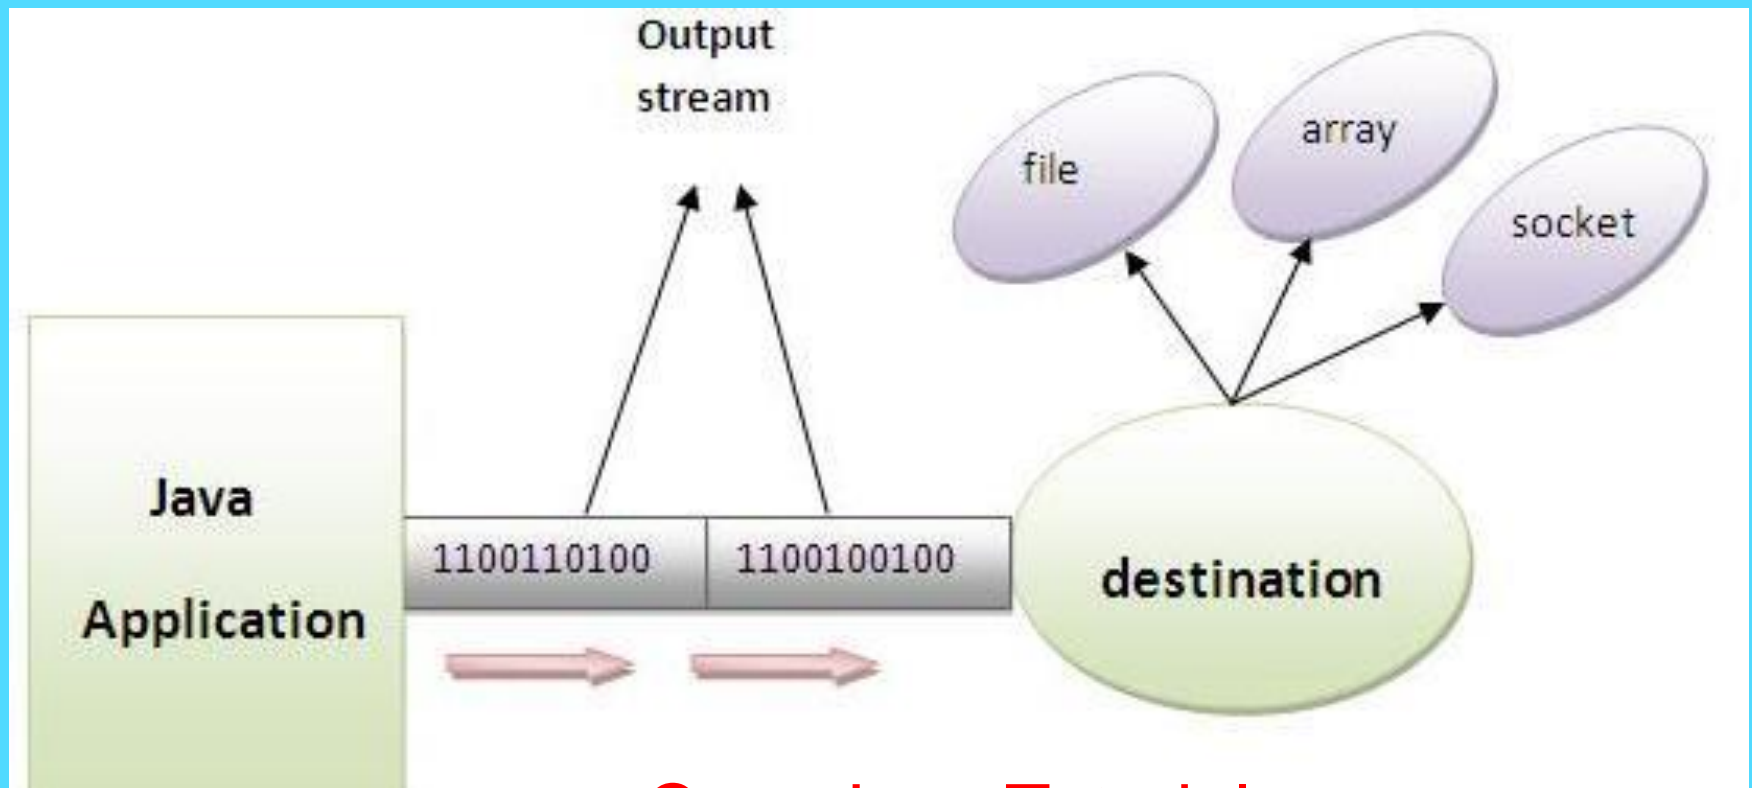 Output
stream
file
array
socket
Java
Application
1100110100
1100100100
destination